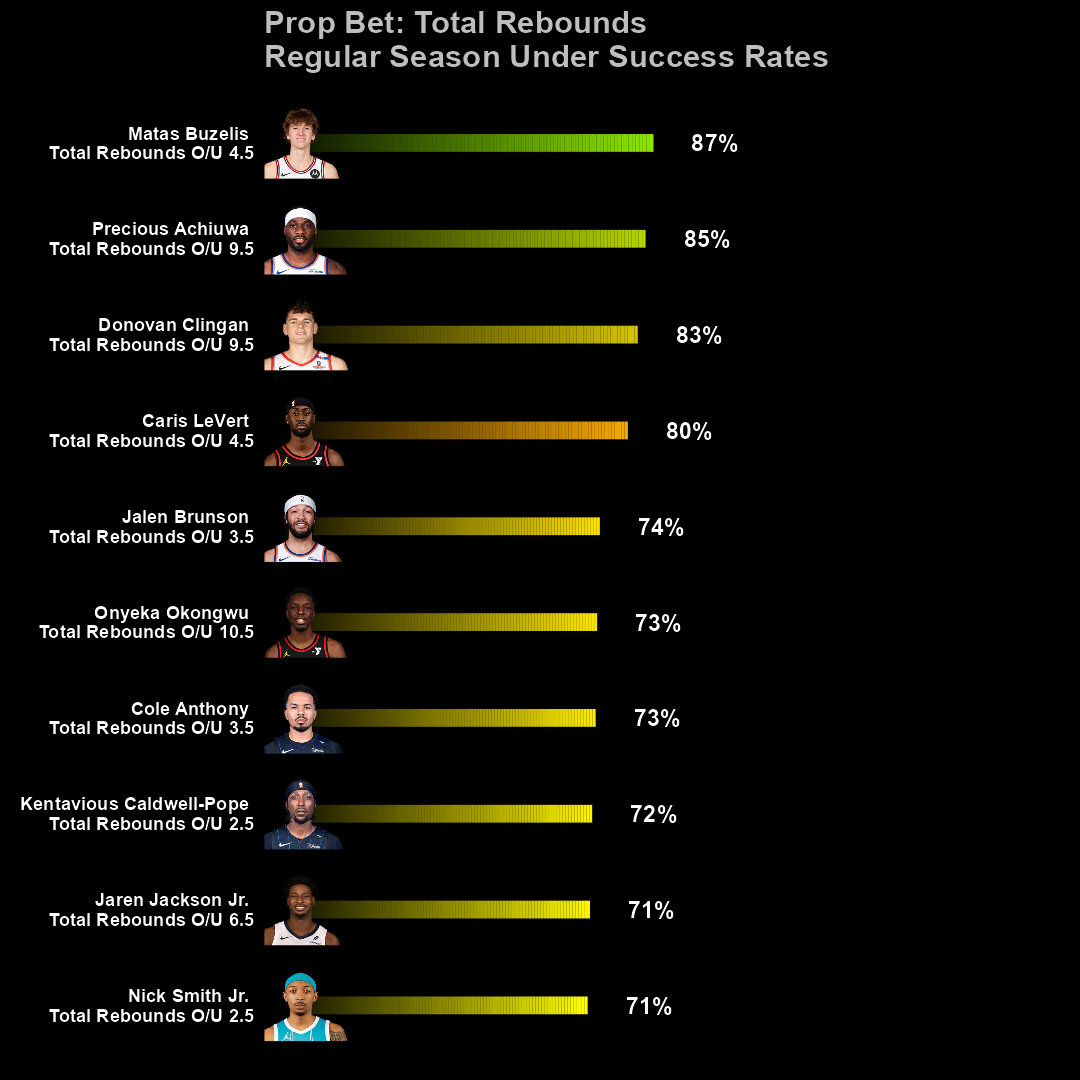 Prop Bet: Total Rebounds
Regular Season Under Success Rates
Matas Buzelis
Total Rebounds O/U 4.5
87%
Precious Achiuwa
Total Rebounds O/U 9.5
85%
Donovan Clingan
Total Rebounds O/U 9.5
83%
Caris LeVert
Total Rebounds O/U 4.5
80%
Jalen Brunson
Total Rebounds O/U 3.5
74%
Onyeka Okongwu
Total Rebounds O/U 10.5
73%
Cole Anthony
Total Rebounds O/U 3.5
73%
Kentavious Caldwell-Pope
Total Rebounds O/U 2.5
72%
Jaren Jackson Jr.
Total Rebounds O/U 6.5
71%
Nick Smith Jr.
Total Rebounds O/U 2.5
71%